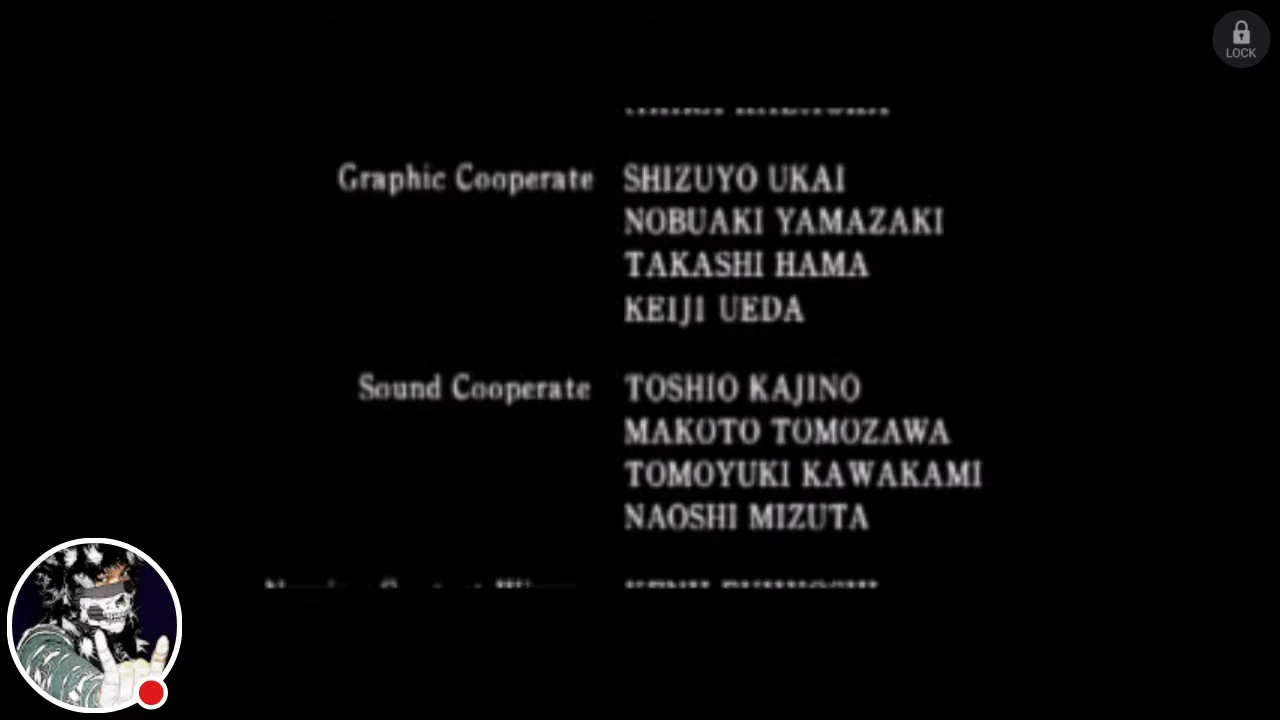 LOCK
Graphic Cooperate SHIZUYO UKAI
NOBUAKI YAMAZAKI
TAKASHI HAMA
KEIJI UEDA
Sound Cooperate TOSHIO KAJINO
MAKOTO TOMOZAWA
TOMOYUKI KAWAKAMI
NAOSHI MIZUTA